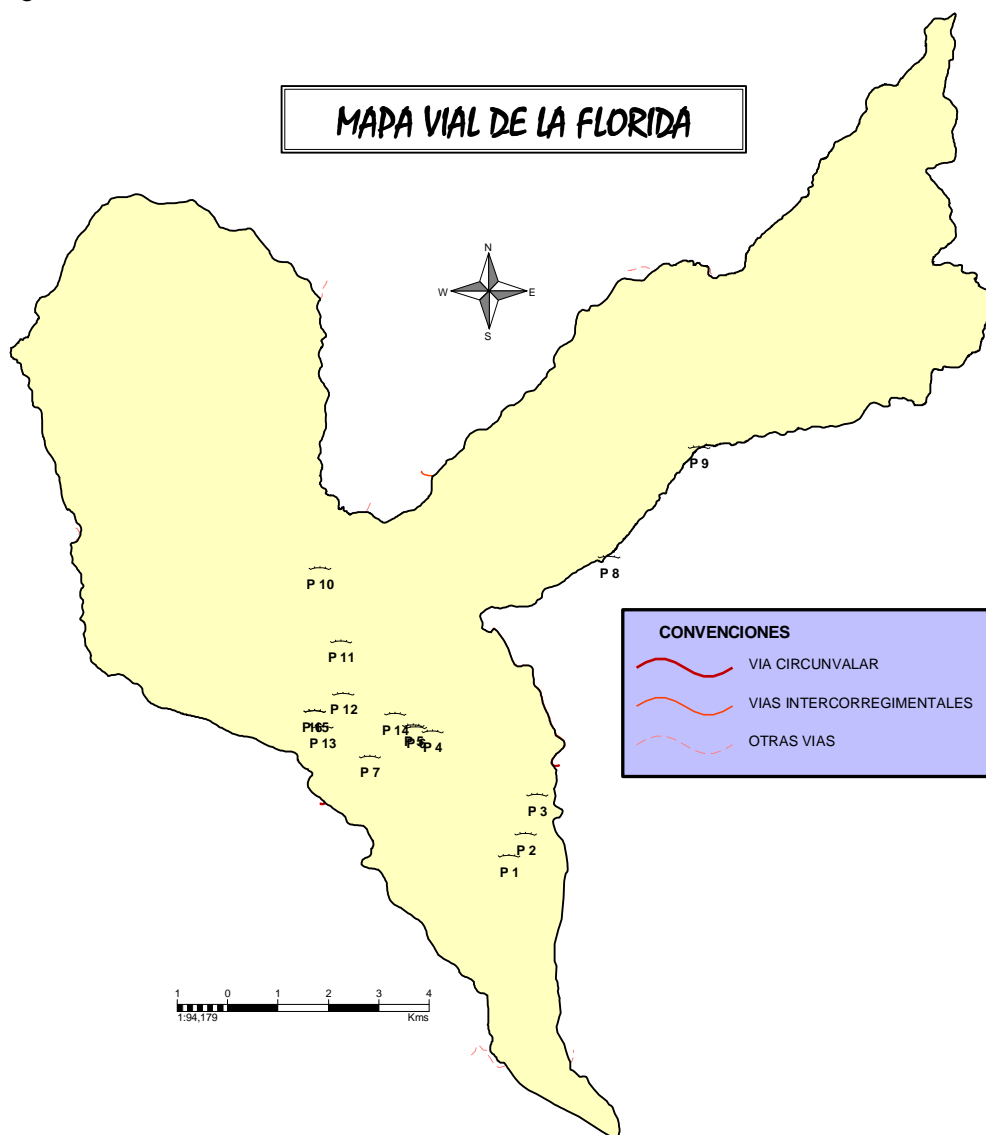 MAPA VIAL DE LA FLORIDA
N
W E
S
P 9
P 8
P 10
CONVENCIONES
VIA CIRCUNVALAR
VIAS INTERCORREGIMENTALES
OTRAS VIAS
P 11
P 12
P 14
P 13
P 4
P 7
P 3
P 2
P 1
1 0 1 2 3 4
1:94,179 Kms